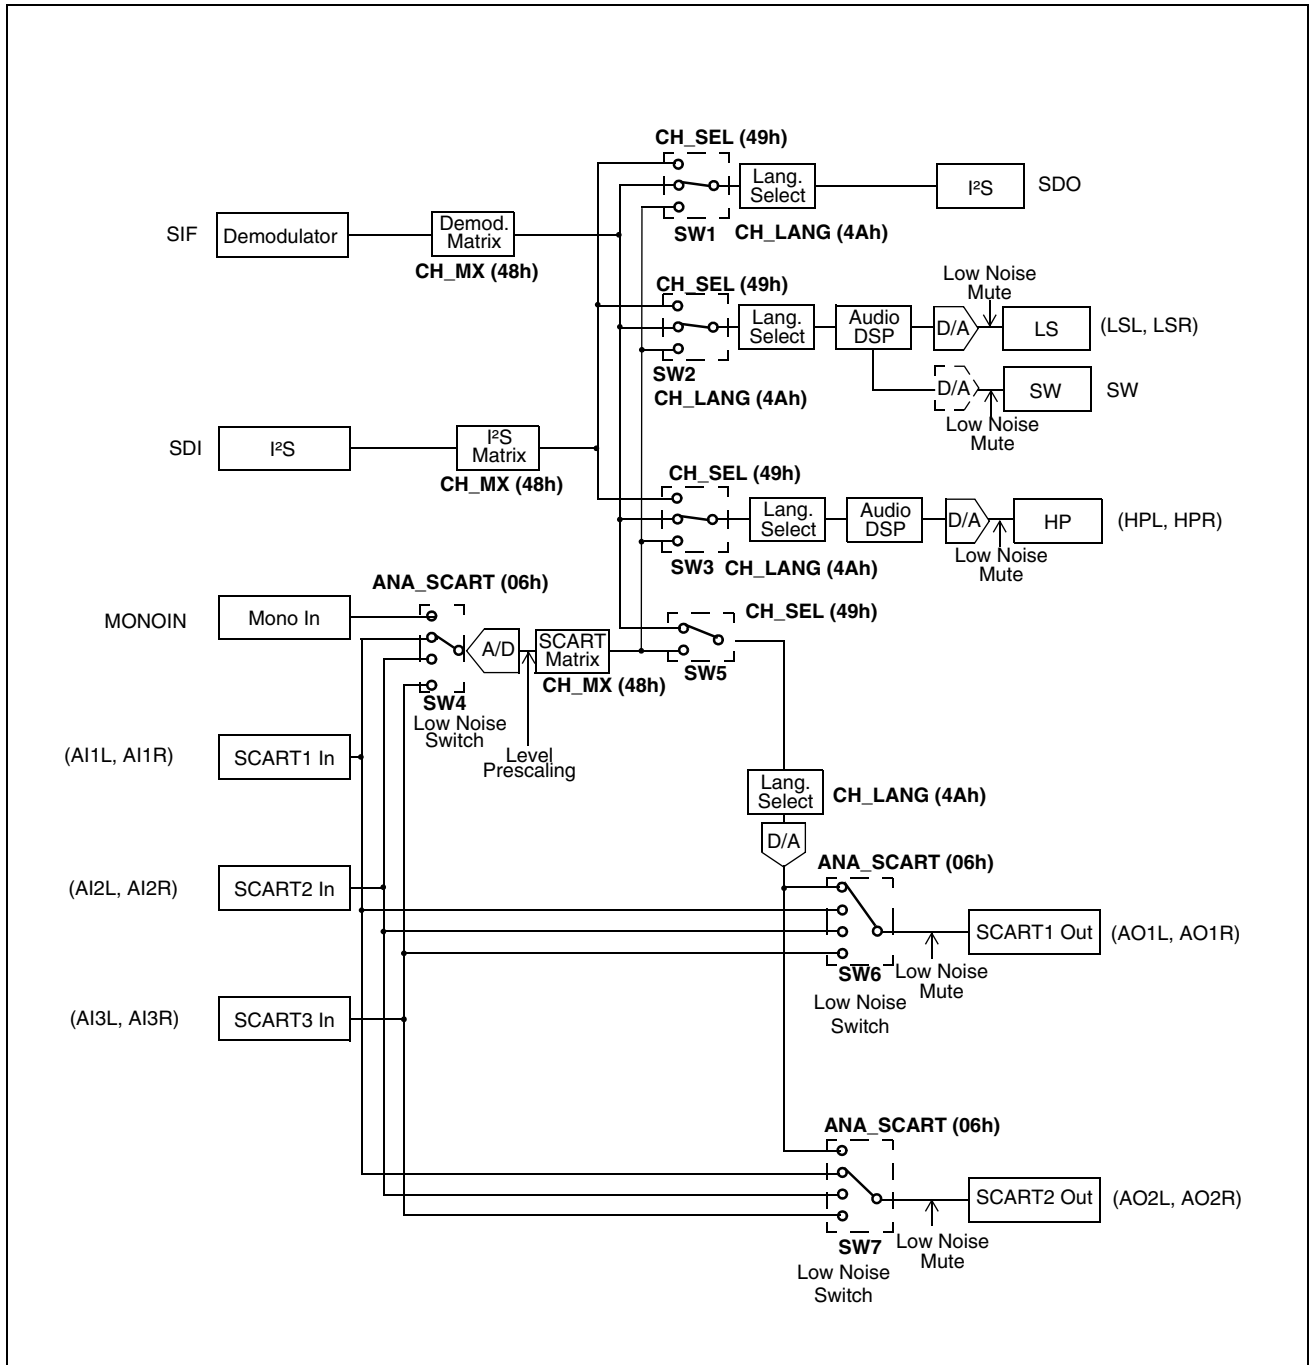 CH_SEL (49h)
Lang.
Select
I²S
SDO
SW1
CH_LANG (4Ah)
SIF
Demodulator
Demod.
Matrix
CH_MX (48h)
CH_SEL (49h)
Low Noise
Mute
Lang.
Select
Audio
DSP
D/A
LS
(LSL, LSR)
SW2
CH_LANG (4Ah)
D/A
SW
SW
Low Noise
Mute
SDI
I²S
I²S
Matrix
CH_MX (48h)
CH_SEL (49h)
Lang.
Select
Audio
DSP
D/A
HP
(HPL, HPR)
SW3
CH_LANG (4Ah)
Low Noise
Mute
ANA_SCART (06h)
MONOIN
Mono In
CH_SEL (49h)
A/D
SCART
Matrix
CH_MX (48h)
SW5
SW4
Low Noise
Switch
Level
Prescaling
(AI1L, AI1R)
SCART1 In
Lang.
Select
CH_LANG (4Ah)
D/A
ANA_SCART (06h)
(AI2L, AI2R)
SCART2 In
SCART1 Out
(AO1L, AO1R)
SW6
Low Noise
Mute
Low Noise
Switch
(AI3L, AI3R)
SCART3 In
ANA_SCART (06h)
SCART2 Out
(AO2L, AO2R)
SW7
Low Noise
Mute
Low Noise
Switch